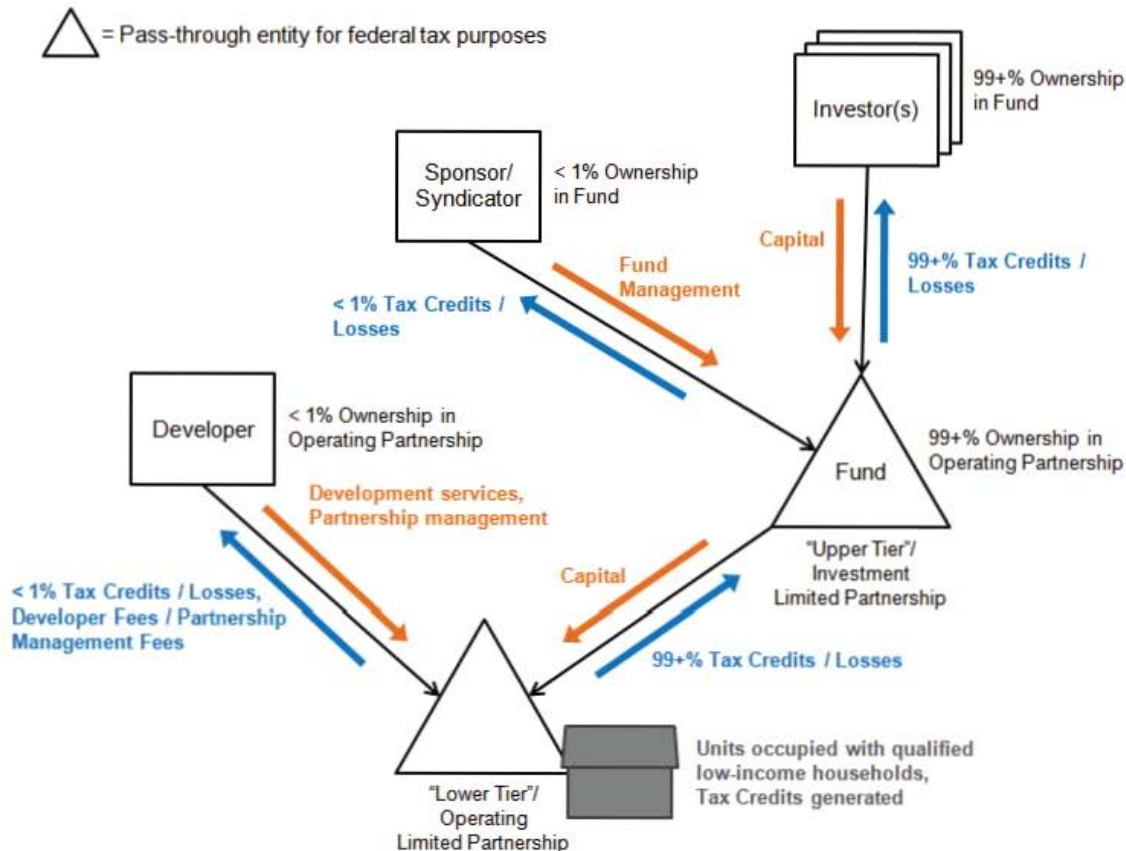 = Pass-through entity for federal tax purposes
Investor(s)
99+% Ownership
in Fund
Sponsor/
Syndicator
< 1% Ownership
in Fund
Capital
99+% Tax Credits /
Losses
Fund
Management
< 1% Tax Credits /
Losses
Developer
< 1% Ownership in
Operating Partnership
Fund
99+% Ownership in
Operating Partnership
Development services,
Partnership management
"Upper Tier"/
Investment
Limited Partnership
Capital
< 1% Tax Credits / Losses,
Developer Fees / Partnership
Management Fees
99+% Tax Credits / Losses
Units occupied with qualified
low-income households,
Tax Credits generated
"Lower Tier"/
Operating
Limited Partnership